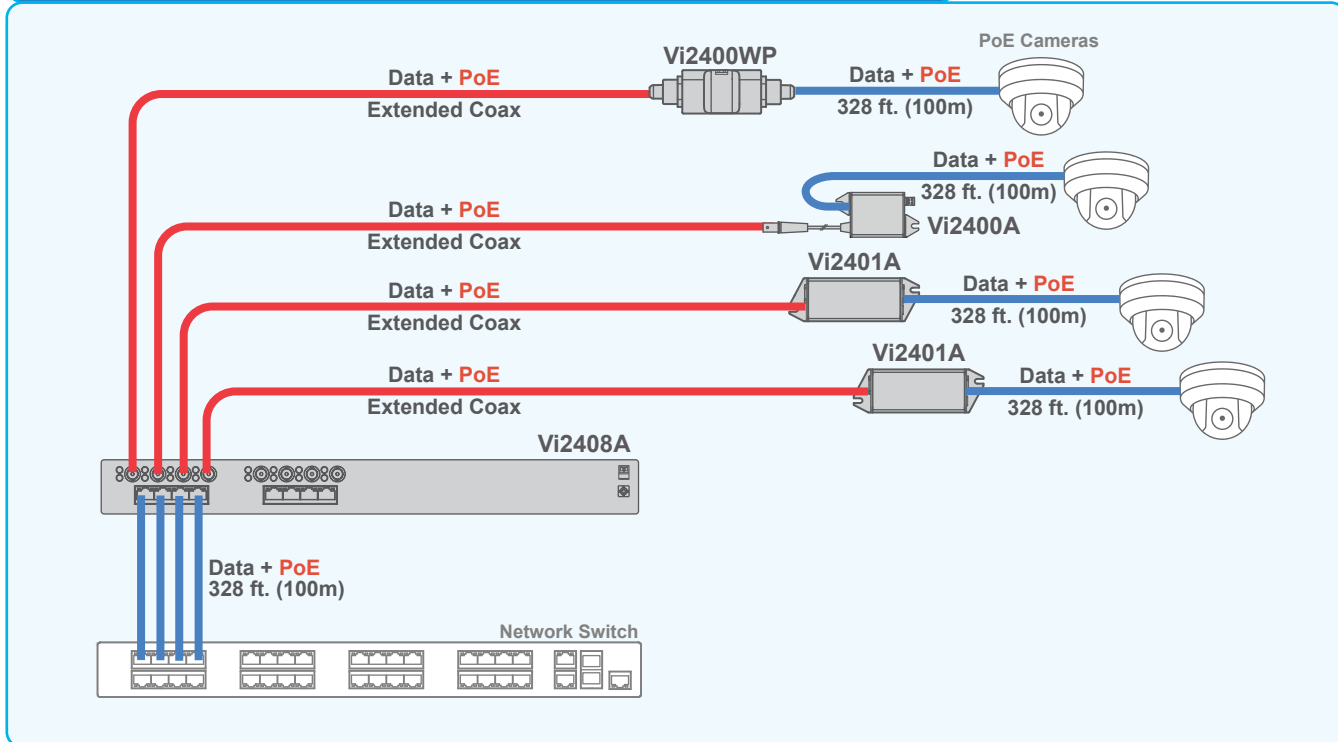 PoE Cameras
Vi2400WP
Data + PoE
Extended Coax
Data + PoE
328 ft. (100m)
Data + PoE
328 ft. (100m)
Data + PoE
Extended Coax
Vi2400A
Vi2401A
Data + PoE
Extended Coax
Data + PoE
328 ft. (100m)
Vi2401A
Data + PoE
Extended Coax
Data + PoE
328 ft. (100m)
Vi2408A
Data + PoE
328 ft. (100m)
Network Switch